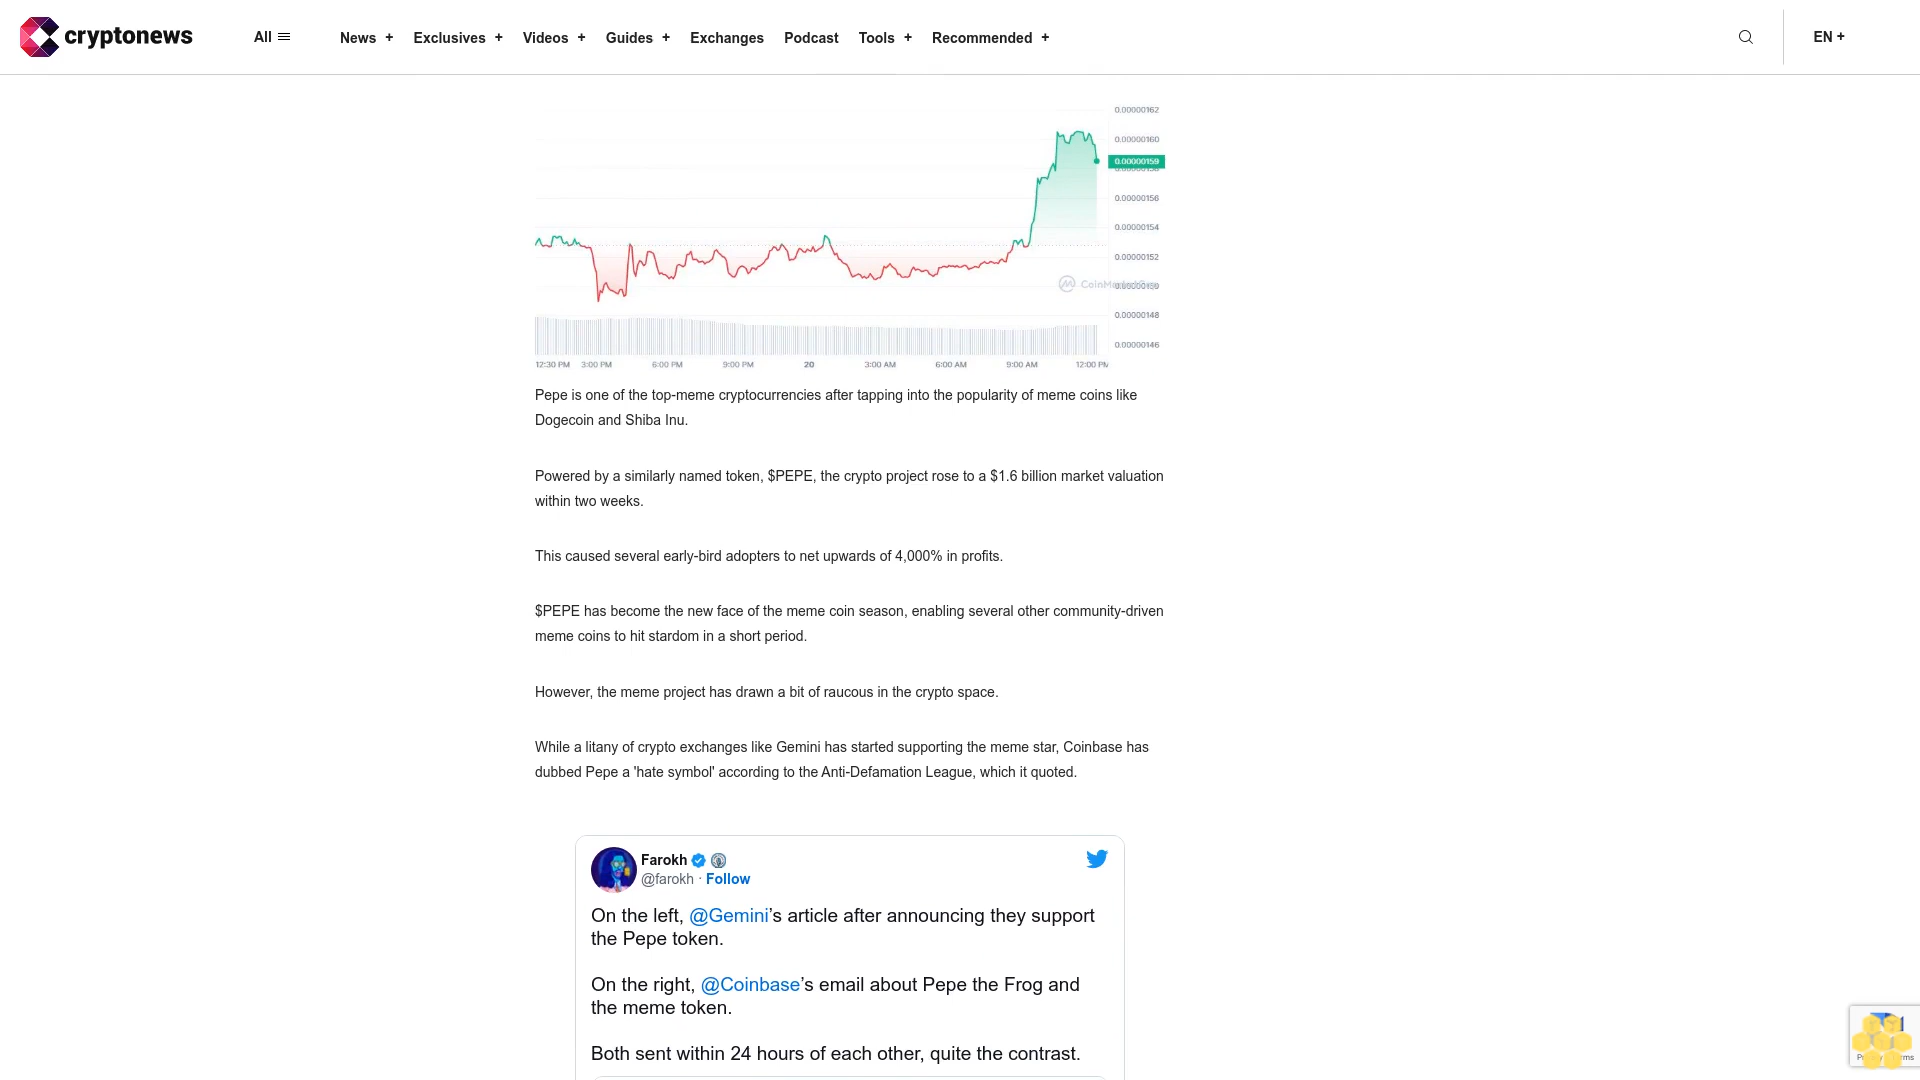 cryptonews
All
News +
Exclusives +
Videos +
Guides +
Exchanges
Podcast
Tools +
Recommended +
EN +
0.00000162
0.00000160
0.00000159
0.00000156
0.00000154
0.00000152
0.00000148
0.00000146
12:30 PM 3:00 PM 6:00 PM 9:00 PM 20 3:00 AM 6:00 AM 9:00 AM 12:00 PM
Pepe is one of the top-meme cryptocurrencies after tapping into the popularity of meme coins like
Dogecoin and Shiba Inu.
Powered by a similarly named token, $PEPE, the crypto project rose to a $1.6 billion market valuation
within two weeks.
This caused several early-bird adopters to net upwards of 4,000% in profits.
$PEPE has become the new face of the meme coin season, enabling several other community-driven
meme coins to hit stardom in a short period.
However, the meme project has drawn a bit of raucous in the crypto space.
While a litany of crypto exchanges like Gemini has started supporting the meme star, Coinbase has
dubbed Pepe a 'hate symbol' according to the Anti-Defamation League, which it quoted.
Farokh
@farokh · Follow
On the left, @Gemini’s article after announcing they support
the Pepe token.
On the right, @Coinbase’s email about Pepe the Frog and
the meme token.
Both sent within 24 hours of each other, quite the contrast.